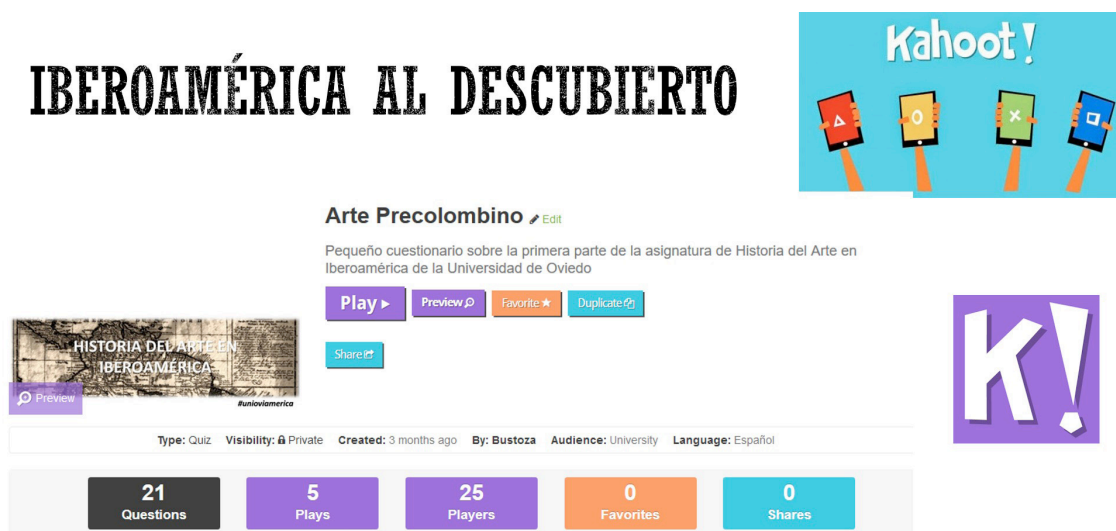 IBEROAMÉRICA AL DESCUBIERTO
Kahoot!
Arte Precolombino Edit
Pequeño cuestionario sobre la primera parte de la asignatura de Historia del Arte en
Iberoamérica de la Universidad de Oviedo
Play Preview Favorite Duplicate
Share
HISTORIA DEL ARTE EN
IBEROAMÉRICA
Preview
#unioviamerica
K!
Type: Quiz Visibility: Private Created: 3 months ago By: Bustoza Audience: University Language: Español
21 5 25 0 0
Questions Plays Players Favorites Shares